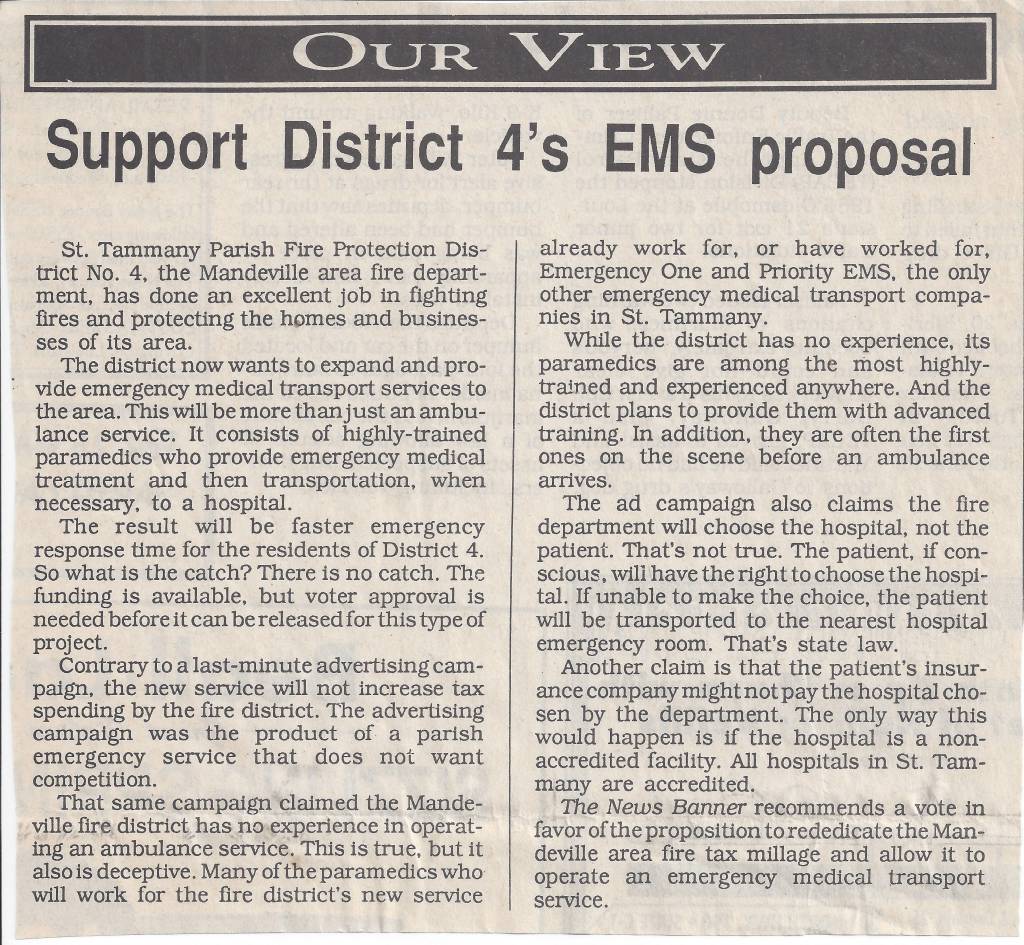 OUR VIEW
Support District 4's EMS proposal
St. Tammany Parish Fire Protection Dis-
trict No. 4, the Mandeville area fire depart-
ment, has done an excellent job in fighting
fires and protecting the homes and business-
ses of its area.
The district now wants to expand and pro-
vide emergency medical transport services to
the area. This will be more than just an ambu-
lance service. It consists of highly-trained
paramedics who provide emergency medical
treatment and then transportation, when
necessary, to a hospital.
The result will be faster emergency
response time for the residents of District 4.
So what is the catch? There is no catch. The
funding is available, but voter approval is
needed before it can be released for this type of
project.
Contrary to a last-minute advertising cam-
paign, the new service will not increase tax
spending by the fire district. The advertising
campaign was the product of a parish
emergency service that does not want
competition.
That same campaign claimed the Mande-
ville fire district has no experience in operat-
ing an ambulance service. This is true, but it
also is deceptive. Many of the paramedics who
will work for the fire district's new service
already work for, or have worked for,
Emergency One and Priority EMS, the only
other emergency medical transport compa-
nies in St. Tammany.
While the district has no experience, its
paramedics are among the most highly-
trained and experienced anywhere. And the
district plans to provide them with advanced
training. In addition, they are often the first
ones on the scene before an ambulance
arrives.
The ad campaign also claims the fire
department will choose the hospital, not the
patient. That's not true. The patient, if con-
scious, will have the right to choose the hospi-
tal. If unable to make the choice, the patient
will be transported to the nearest hospital
emergency room. That's state law.
Another claim is that the patient's insur-
ance company might not pay the hospital cho-
sen by the department. The only way this
would happen is if the hospital is a non-
accredited facility. All hospitals in St. Tam-
many are accredited.
The News Banner recommends a vote in
favor of the proposition to rededicate the Man-
deville area fire tax millage and allow it to
operate an emergency medical transport
service.